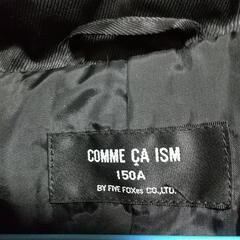 COMME ÇA ISM
150A
BY FIVE FOXes CO.,LTD.